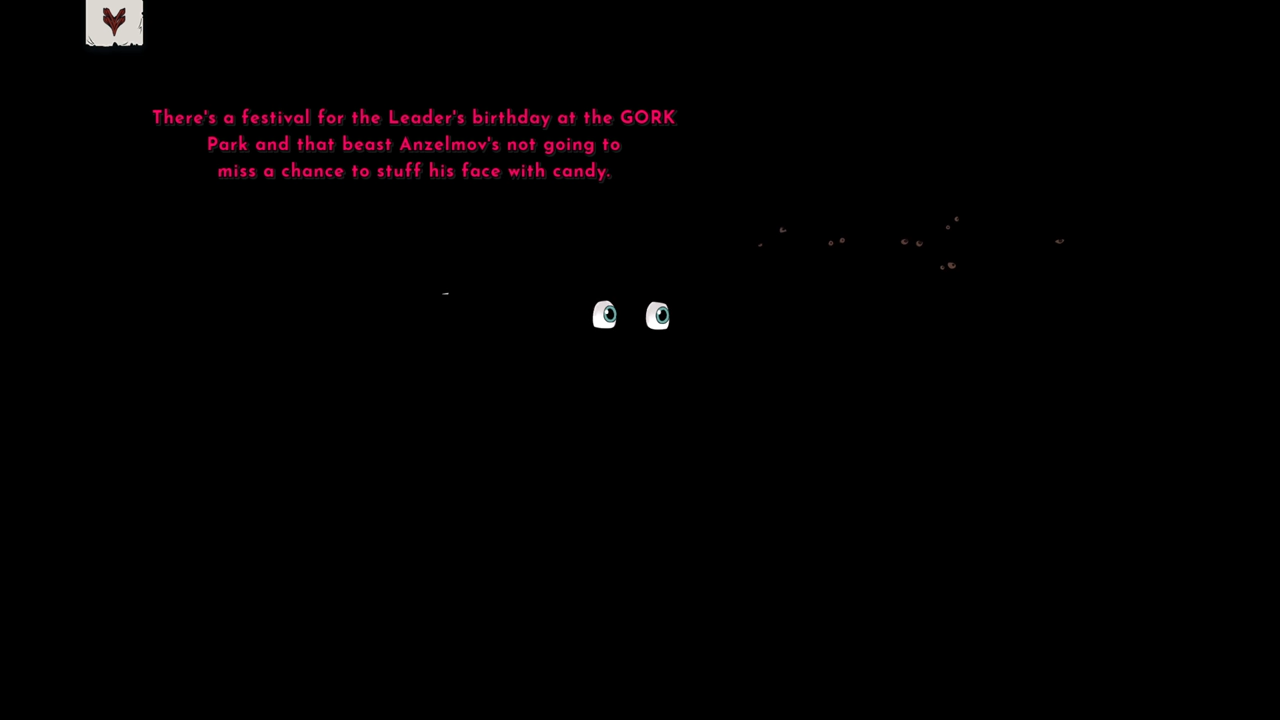 There's a festival for the Leader's birthday at the GORK
Park and that beast Anzelmov's not going to
miss a chance to stuff his face with candy.